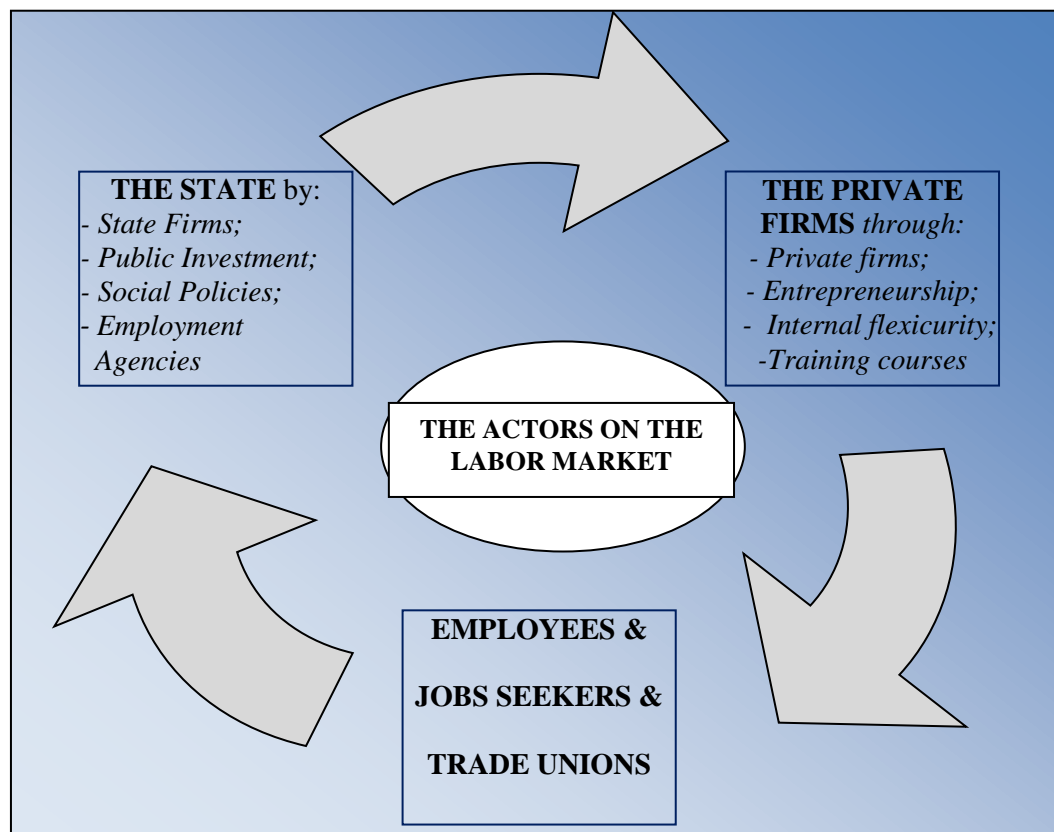 THE STATE by:
- State Firms;
- Public Investment;
- Social Policies;
- Employment
Agencies
THE PRIVATE
FIRMS through:
- Private firms;
- Entrepreneurship;
- Internal flexicurity;
-Training courses
THE ACTORS ON THE
LABOR MARKET
EMPLOYEES &
JOBS SEEKERS &
TRADE UNIONS